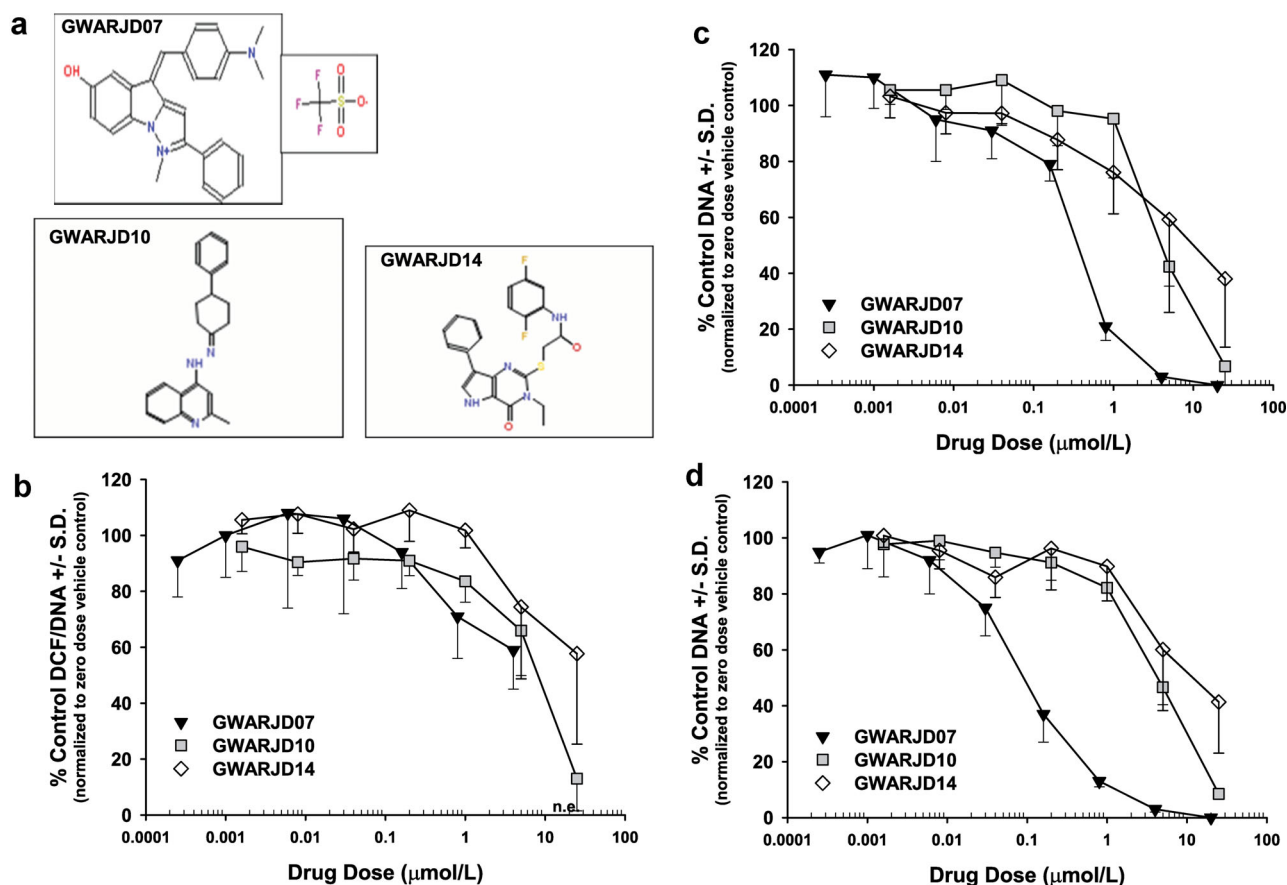 a
GWARJD07
OH
N
N
N+
F
F
F
S
O
O
O-
GWARJD10
N
NH
N
GWARJD14
F
F
NH
O
S
N
N
NH
O
b
% Control DCF/DNA +/- S.D.
(normalized to zero dose vehicle control)
120
100
80
60
40
20
0
GWARJD07
GWARJD10
GWARJD14
n.e.
0.0001 0.001 0.01 0.1 1 10 100
Drug Dose (μmol/L)
c
% Control DNA +/- S.D.
(normalized to zero dose vehicle control)
120
100
80
60
40
20
0
GWARJD07
GWARJD10
GWARJD14
0.0001 0.001 0.01 0.1 1 10 100
Drug Dose (μmol/L)
d
% Control DNA +/- S.D.
(normalized to zero dose vehicle control)
120
100
80
60
40
20
0
GWARJD07
GWARJD10
GWARJD14
0.0001 0.001 0.01 0.1 1 10 100
Drug Dose (μmol/L)